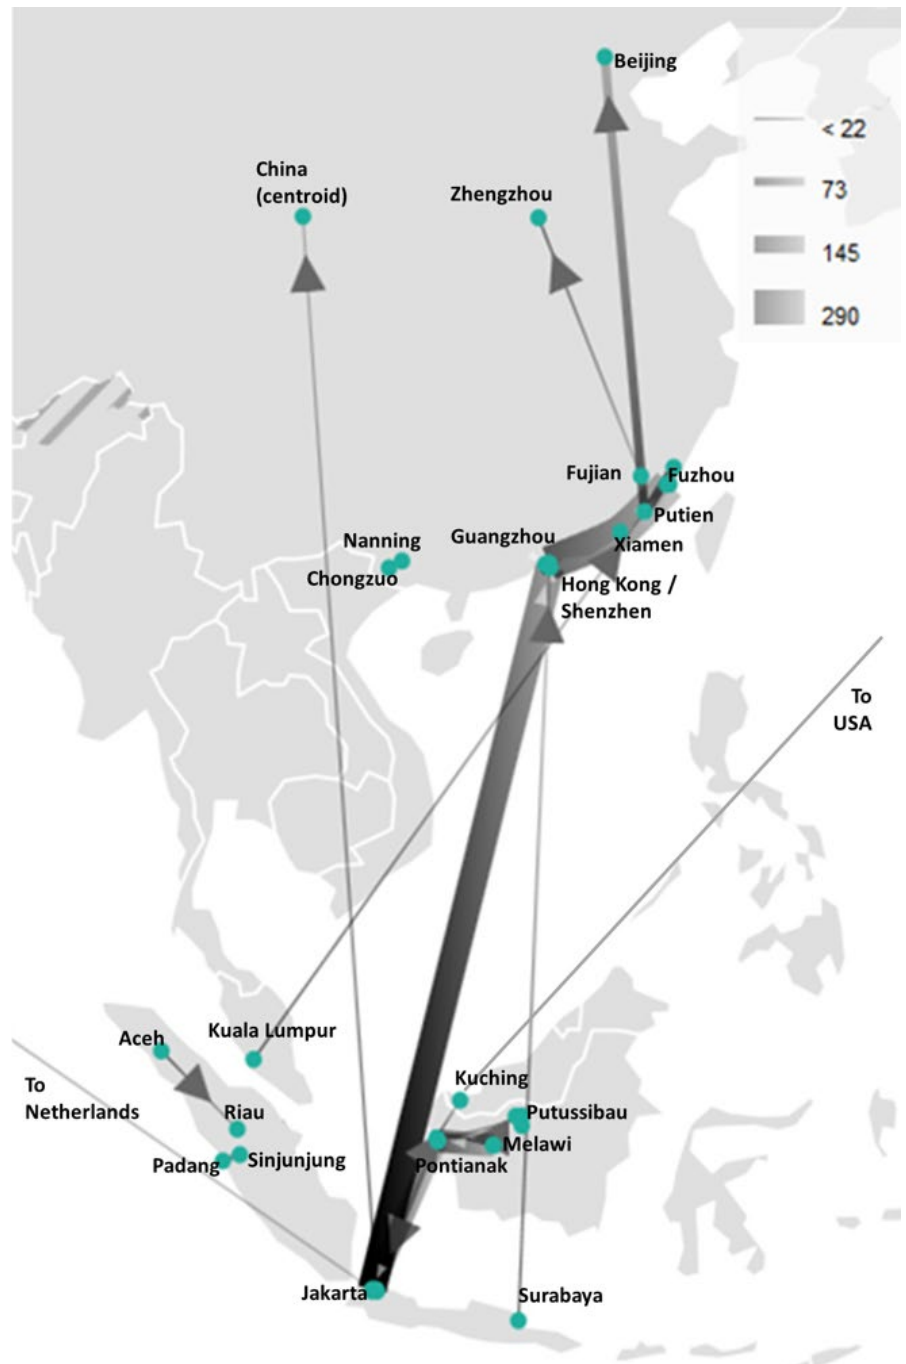 Beijing
< 22
China
(centroid)
Zhengzhou
73
145
290
Fujian
Fuzhou
Putien
Guangzhou
Xiamen
Nanning
Chongzuo
Hong Kong /
Shenzhen
To
USA
Aceh
Kuala Lumpur
To
Netherlands
Kuching
Riau
Putussibau
Melawi
Padang
Sinjunjung
Pontianak
Jakarta
Surabaya